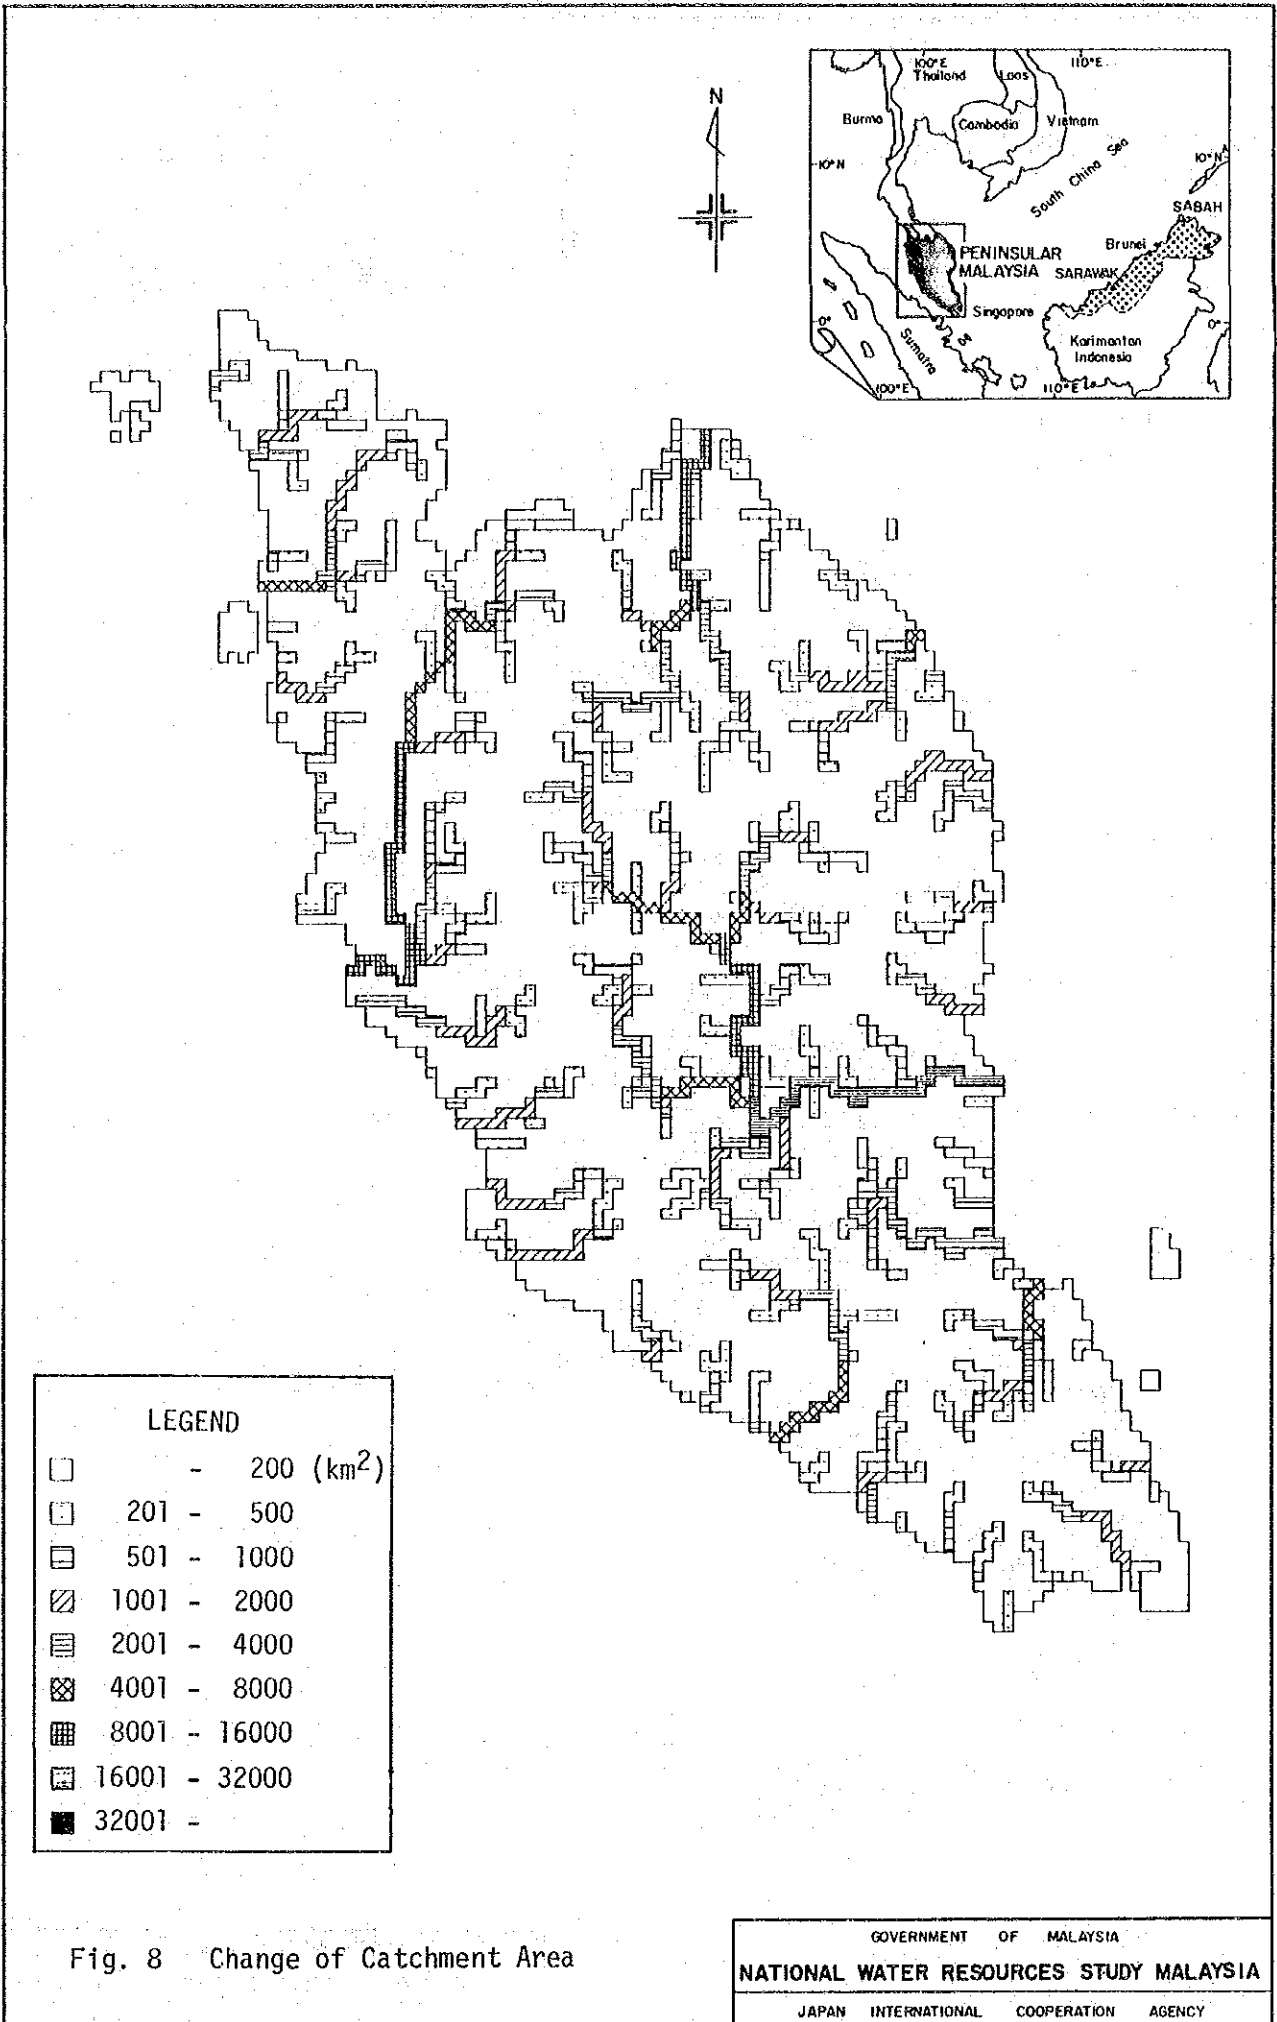 N
100°E
110°E
Thailand
Laos
Burma
Cambodia
Vietnam
10°N
10°N
South China Sea
SABAH
Brunei
PENINSULAR
MALAYSIA
SARAWAK
Singapore
0°
0°
Sumatra
Karimantan
Indonesia
100°E
110°E
LEGEND
- 200 (km2)
201 - 500
501 - 1000
1001 - 2000
2001 - 4000
4001 - 8000
8001 - 16000
16001 - 32000
32001 -
Fig. 8 Change of Catchment Area
GOVERNMENT OF MALAYSIA
NATIONAL WATER RESOURCES STUDY MALAYSIA
JAPAN INTERNATIONAL COOPERATION AGENCY